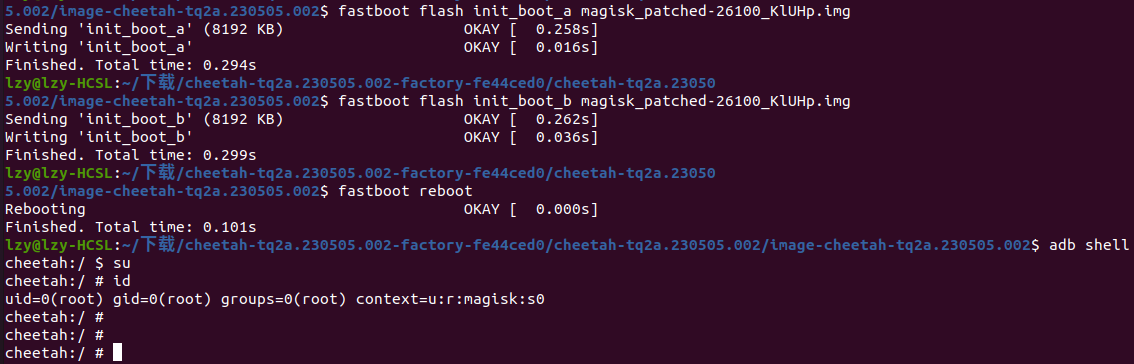 5.002/image-cheetah-tq2a.230505.002$ fastboot flash init_boot_a magisk_patched-26100_KlUHp.img
Sending 'init_boot_a' (8192 KB)                    OKAY [  0.258s]
Writing 'init_boot_a'                              OKAY [  0.016s]
Finished. Total time: 0.294s
lzy@lzy-HCSL:~/下载/cheetah-tq2a.230505.002-factory-fe44ced0/cheetah-tq2a.23050
5.002/image-cheetah-tq2a.230505.002$ fastboot flash init_boot_b magisk_patched-26100_KlUHp.img
Sending 'init_boot_b' (8192 KB)                    OKAY [  0.262s]
Writing 'init_boot_b'                              OKAY [  0.036s]
Finished. Total time: 0.299s
lzy@lzy-HCSL:~/下载/cheetah-tq2a.230505.002-factory-fe44ced0/cheetah-tq2a.23050
5.002/image-cheetah-tq2a.230505.002$ fastboot reboot
Rebooting                                          OKAY [  0.000s]
Finished. Total time: 0.101s
lzy@lzy-HCSL:~/下载/cheetah-tq2a.230505.002-factory-fe44ced0/cheetah-tq2a.230505.002/image-cheetah-tq2a.230505.002$ adb shell
cheetah:/ $ su
cheetah:/ # id
uid=0(root) gid=0(root) groups=0(root) context=u:r:magisk:s0
cheetah:/ #
cheetah:/ #
cheetah:/ #